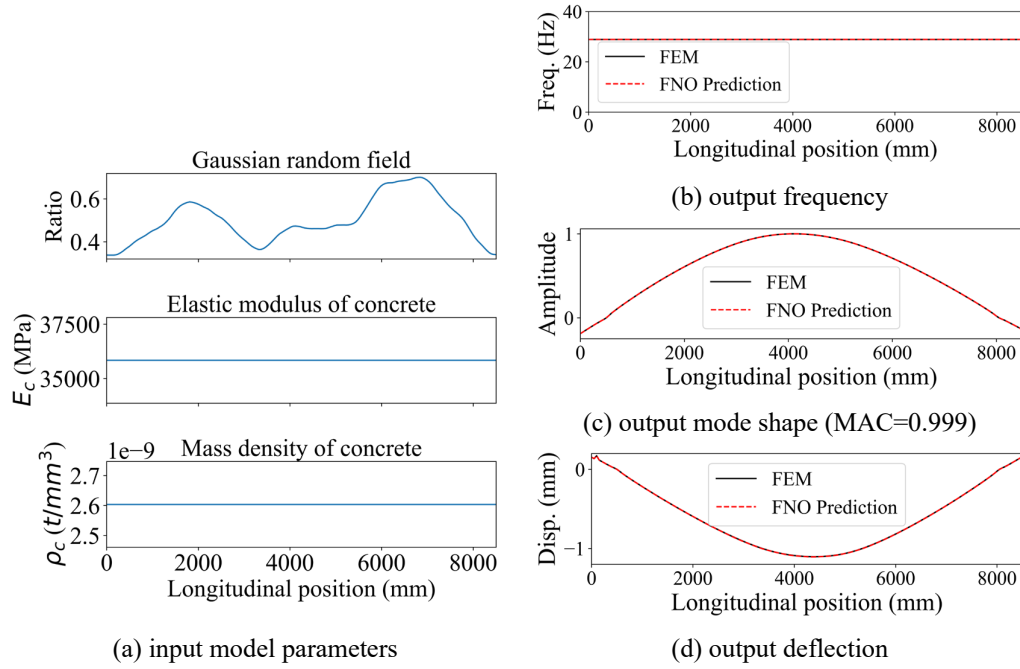 Gaussian random field
0.6
0.4
Ratio
Elastic modulus of concrete
37500
35000
E_c (MPa)
1e−9
Mass density of concrete
2.7
2.6
2.5
ρ_c (t/mm³)
0 2000 4000 6000 8000
Longitudinal position (mm)
(a) input model parameters
40
20
0
Freq. (Hz)
FEM
FNO Prediction
0 2000 4000 6000 8000
Longitudinal position (mm)
(b) output frequency
1
0
Amplitude
FEM
FNO Prediction
0 2000 4000 6000 8000
Longitudinal position (mm)
(c) output mode shape (MAC=0.999)
0
−1
Disp. (mm)
FEM
FNO Prediction
0 2000 4000 6000 8000
Longitudinal position (mm)
(d) output deflection